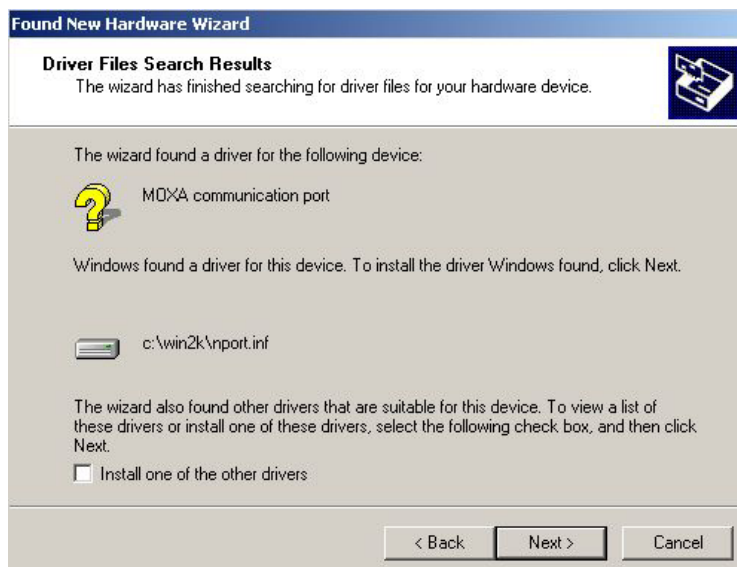 Found New Hardware Wizard
Driver Files Search Results
The wizard has finished searching for driver files for your hardware device.
The wizard found a driver for the following device:
MOXA communication port
Windows found a driver for this device. To install the driver Windows found, click Next.
c:\win2k\nport.inf
The wizard also found other drivers that are suitable for this device. To view a list of
these drivers or install one of these drivers, select the following check box, and then click
Next.
Install one of the other drivers
< Back
Next >
Cancel